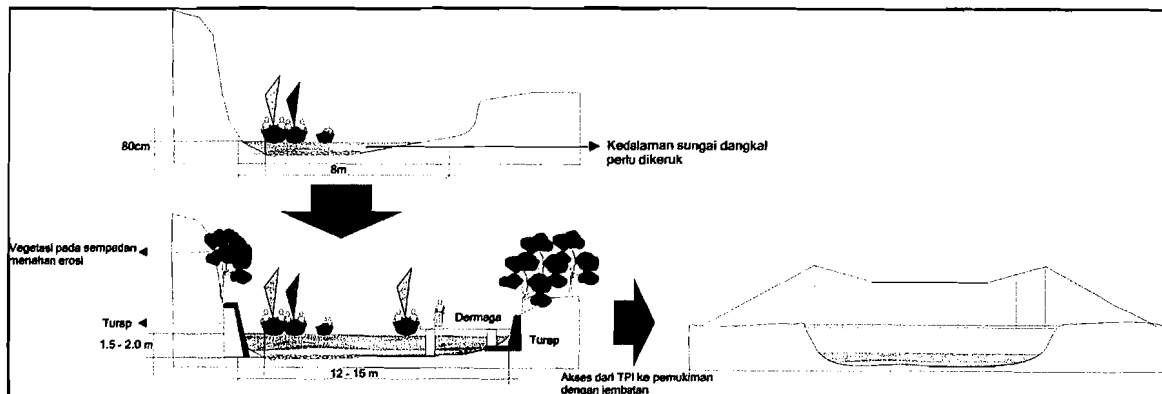 80cm
Kedalaman sungai dangkal
perlu dikeruk
8m
Vegetasi pada sempadan
menahan erosi
Turap
1.5 - 2.0 m
Dermaga
Turap
12 - 15 m
Akses dari TPI ke pemukiman
dengan jembatan